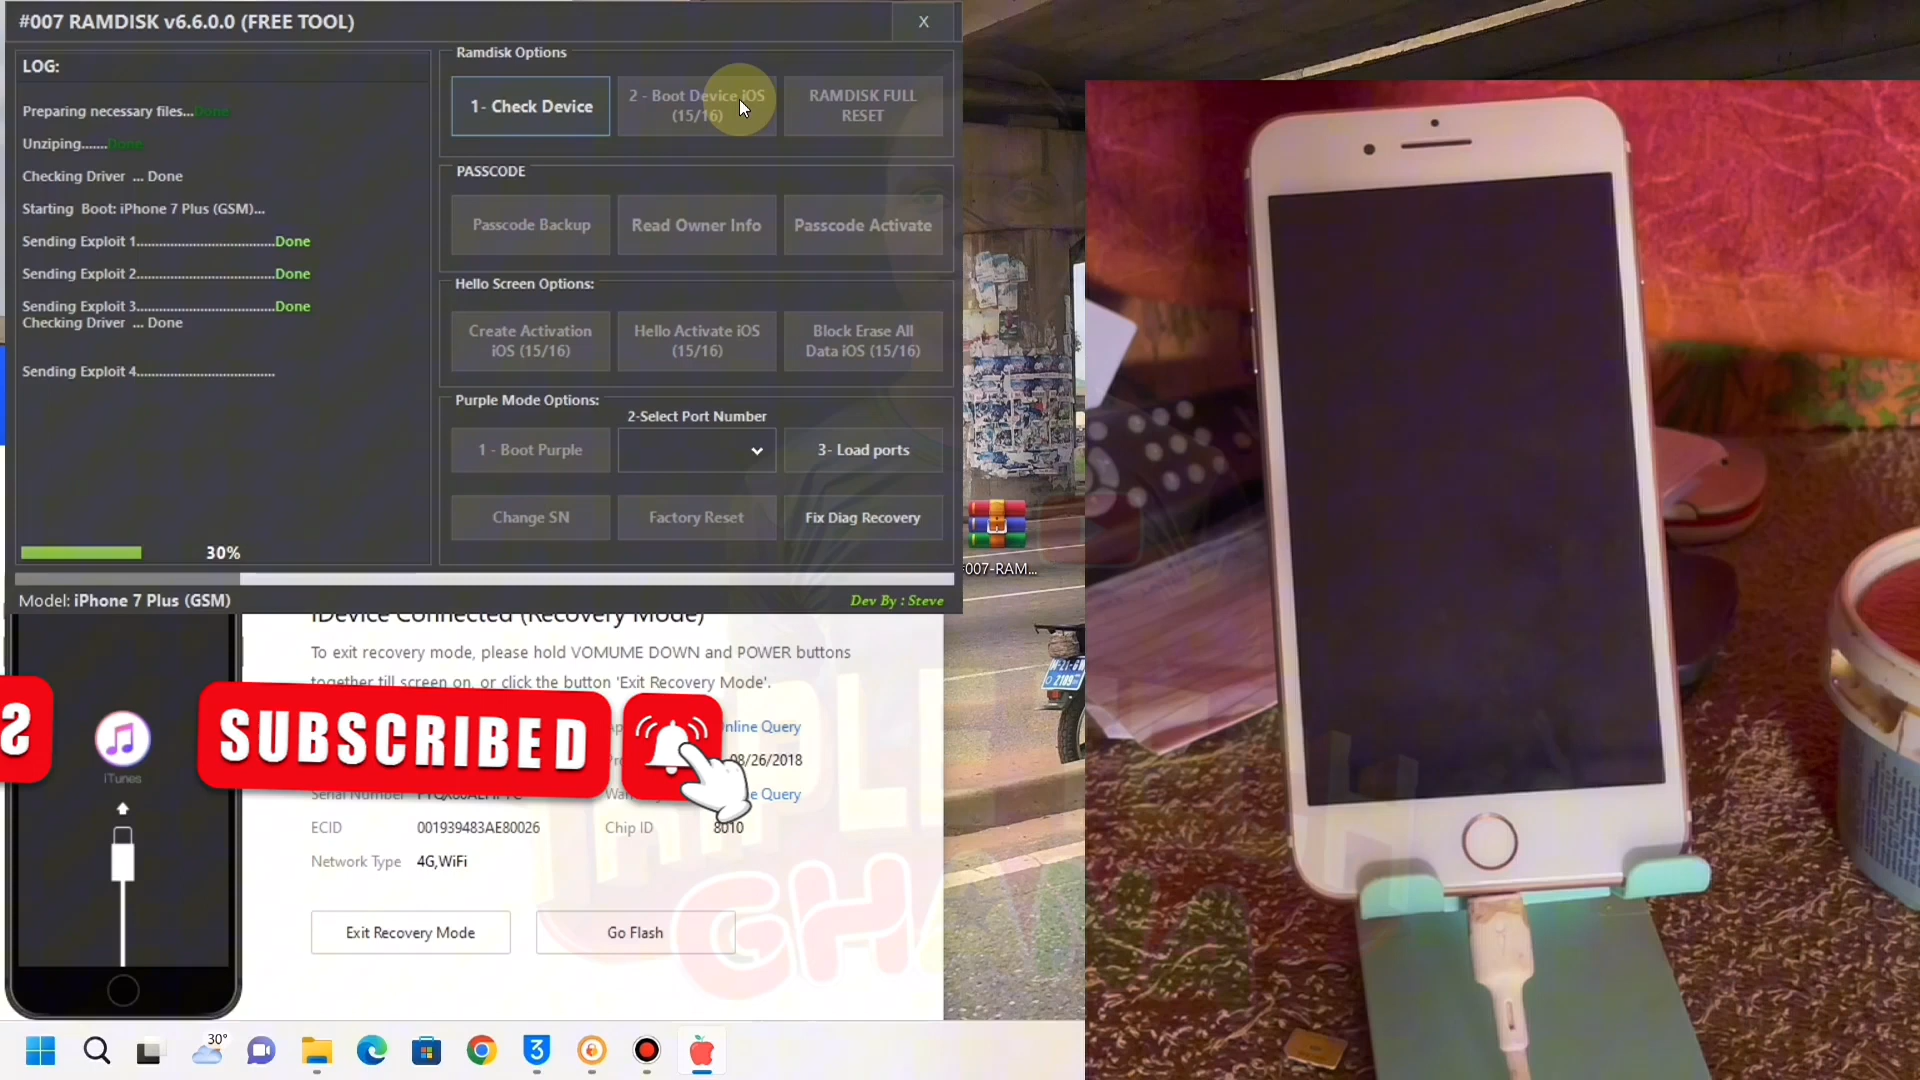 #007 RAMDISK v6.6.0.0 (FREE TOOL)
X
LOG:
Preparing necessary files...Done
Unziping.......Done
Checking Driver ... Done
Starting Boot: iPhone 7 Plus (GSM)...
Sending Exploit 1.........................................Done
Sending Exploit 2.........................................Done
Sending Exploit 3.........................................Done
Checking Driver ... Done
Sending Exploit 4.........................................
30%
Ramdisk Options
1- Check Device
2 - Boot Device iOS
(15/16)
RAMDISK FULL
RESET
PASSCODE
Passcode Backup
Read Owner Info
Passcode Activate
Hello Screen Options:
Create Activation
iOS (15/16)
Hello Activate iOS
(15/16)
Block Erase All
Data iOS (15/16)
Purple Mode Options:
2-Select Port Number
1 - Boot Purple
3- Load ports
Change SN
Factory Reset
Fix Diag Recovery
Model: iPhone 7 Plus (GSM)
Dev By : Steve
007-RAM...
iDevice Connected (Recovery Mode)
To exit recovery mode, please hold VOMUME DOWN and POWER buttons
together till screen on, or click the button 'Exit Recovery Mode'.
SUBSCRIBED
iTunes
nline Query
08/26/2018
Serial Number
e Query
ECID 001939483AE80026 Chip ID 8010
Network Type 4G,WiFi
Exit Recovery Mode
Go Flash
GHANA
30°
3